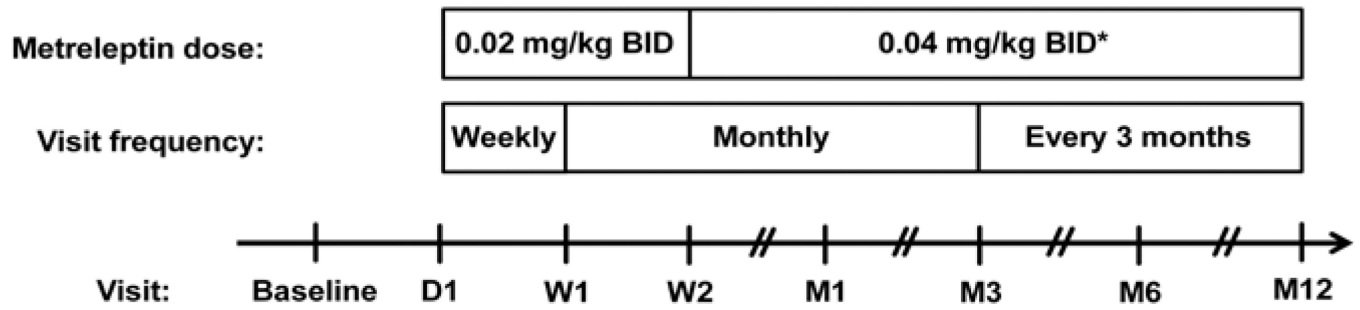 Metreleptin dose: 0.02 mg/kg BID 0.04 mg/kg BID*
Visit frequency: Weekly Monthly Every 3 months
Visit: Baseline D1 W1 W2 M1 M3 M6 M12